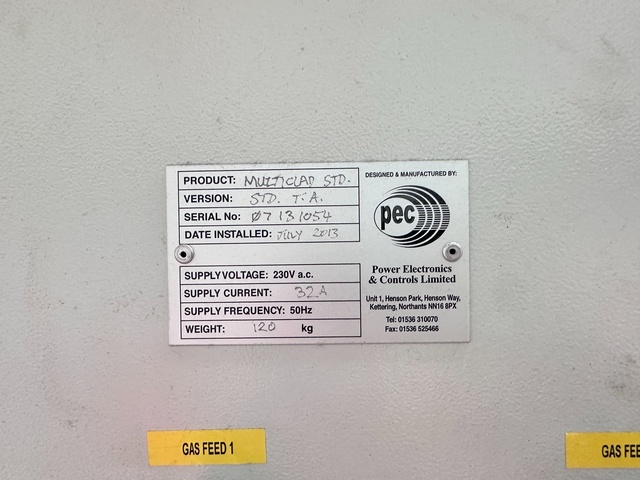 PRODUCT: MULTICLAD STD.
VERSION: STD. T.A.
SERIAL No: 07131054
DATE INSTALLED: JULY 2013
SUPPLY VOLTAGE: 230V a.c.
SUPPLY CURRENT: 32A
SUPPLY FREQUENCY: 50Hz
WEIGHT: 120 kg
DESIGNED & MANUFACTURED BY:
pec
Power Electronics
& Controls Limited
Unit 1, Henson Park, Henson Way,
Kettering, Northants NN16 8PX
Tel: 01536 310070
Fax: 01536 525466
GAS FEED 1
GAS FEE